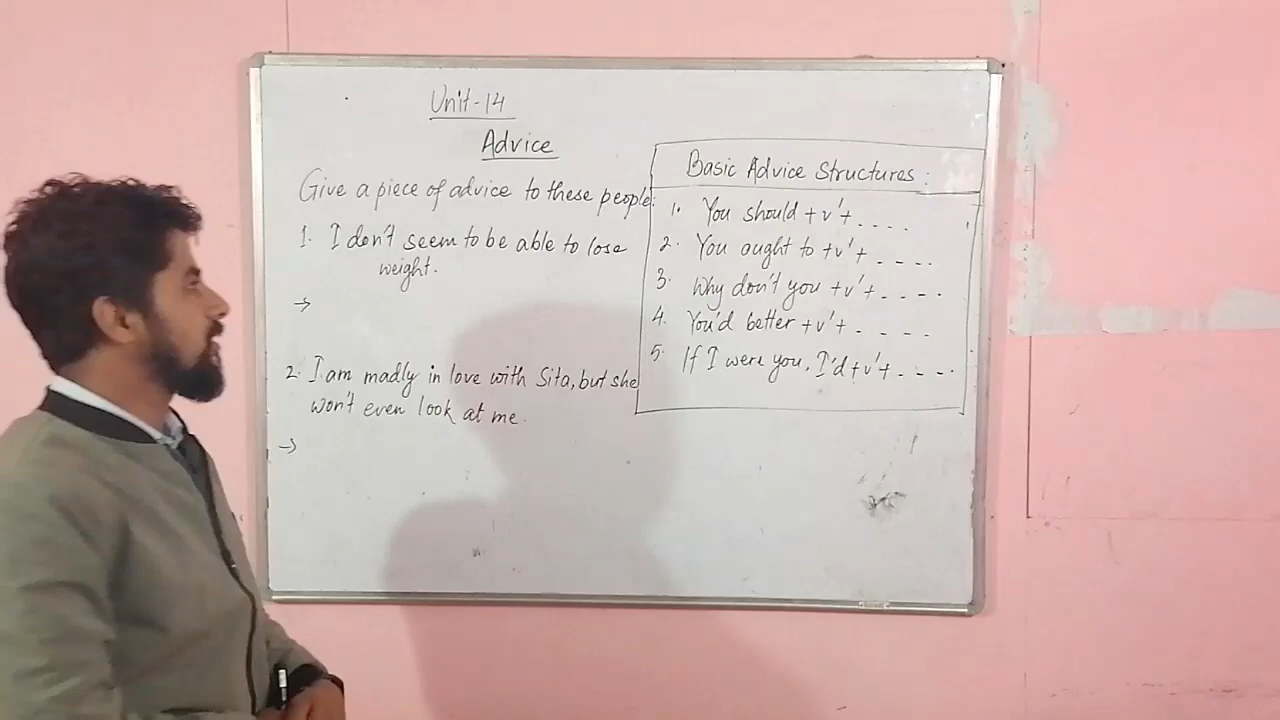 Unit-14
Advice
Give a piece of advice to these people:
1. I don't seem to be able to lose
weight.
→
2. I am madly in love with Sita, but she
won't even look at me.
→
Basic Advice Structures:
1. You should + v¹ + ....
2. You ought to + v¹ + ....
3. Why don't you + v¹ + ....
4. You'd better + v¹ + ....
5. If I were you, I'd + v¹ + ....